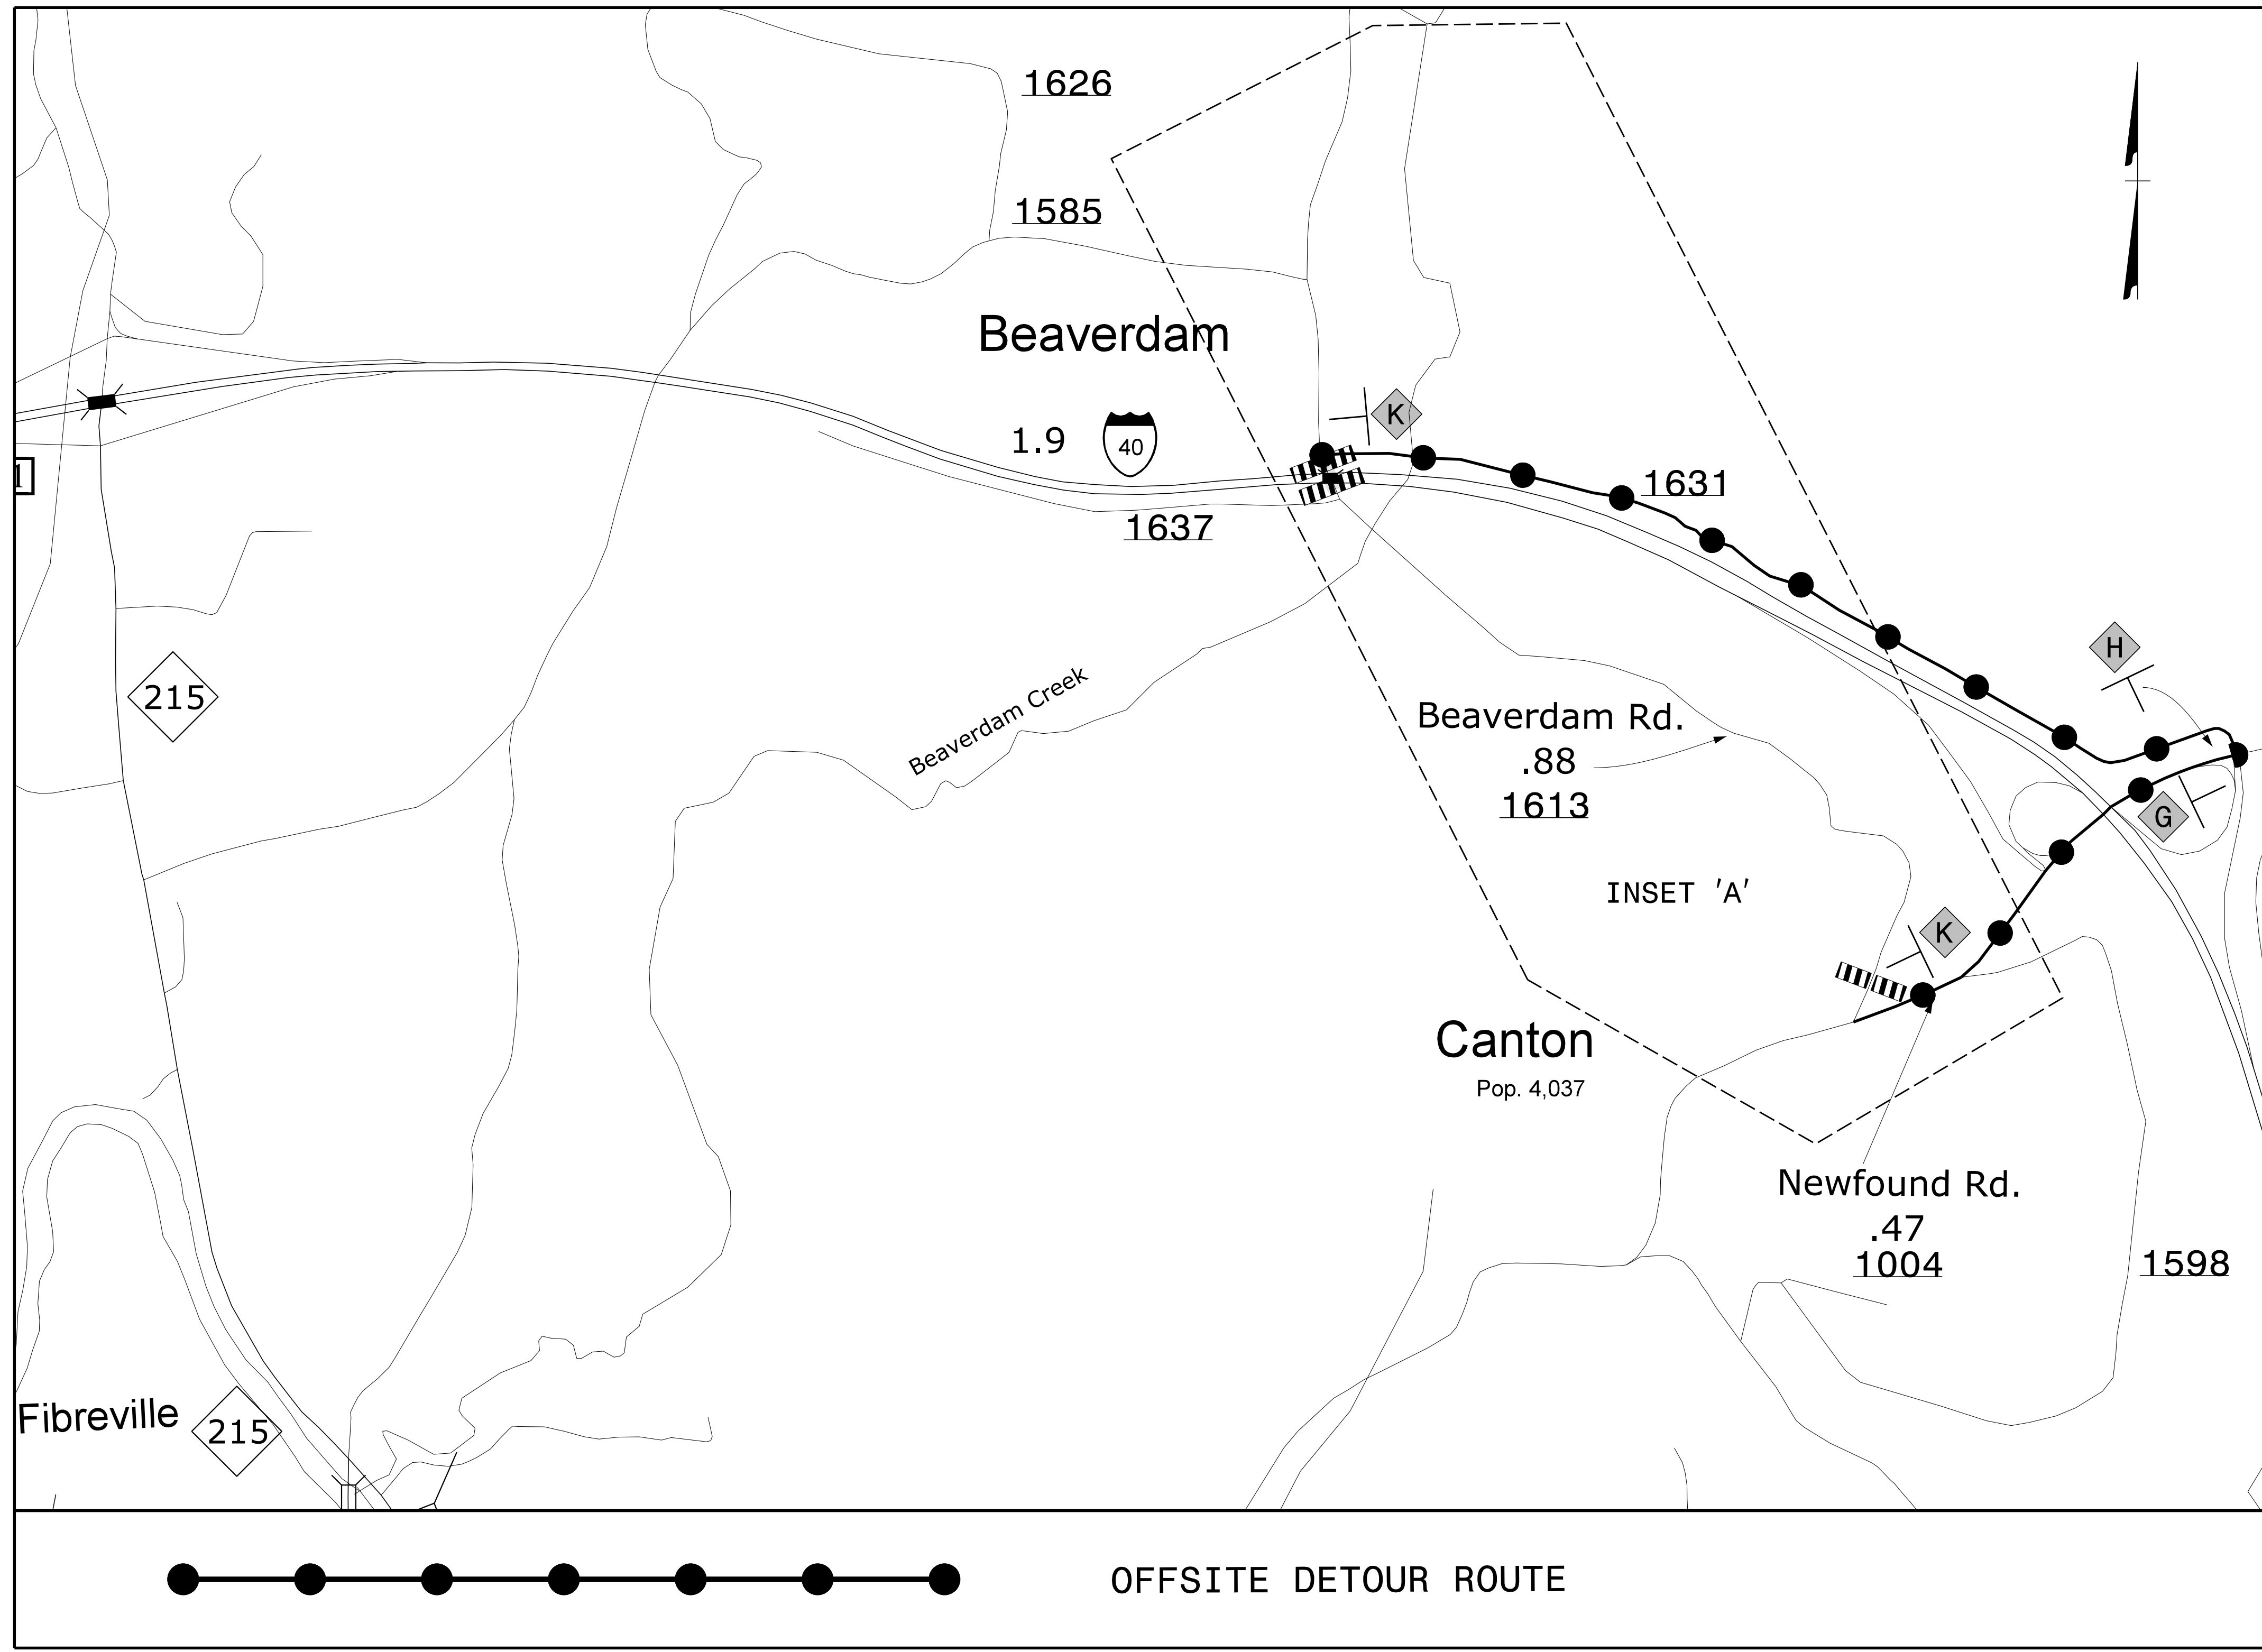 1626
1585
Beaverdam
K
1.9
40
1631
1
1637
H
215
Beaverdam Creek
Beaverdam Rd.
.88
1613
G
INSET 'A'
K
Canton
Pop. 4,037
Newfound Rd.
.47
1004
1598
Fibreville
215
OFFSITE DETOUR ROUTE